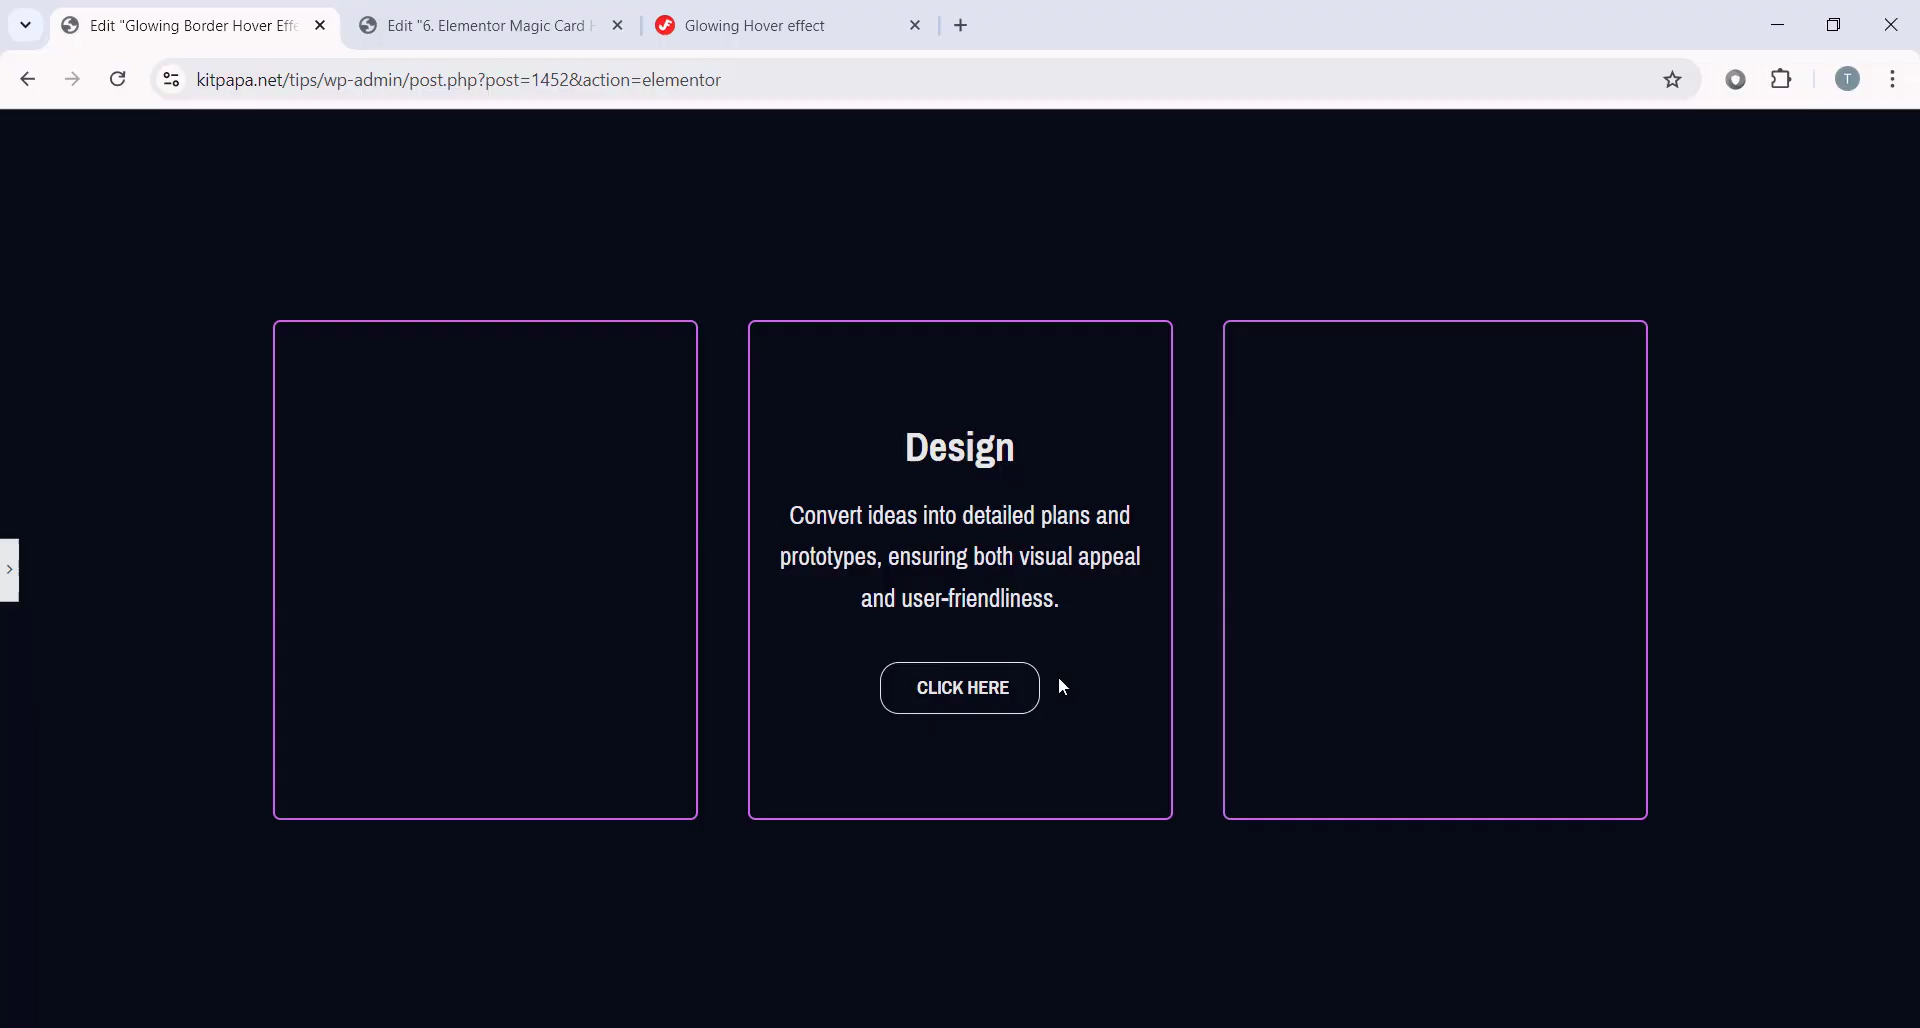 Edit "Glowing Border Hover Effe
Edit "6. Elementor Magic Card H
Glowing Hover effect
kitpapa.net/tips/wp-admin/post.php?post=1452&action=elementor
T
Design
Convert ideas into detailed plans and
prototypes, ensuring both visual appeal
and user-friendliness.
CLICK HERE